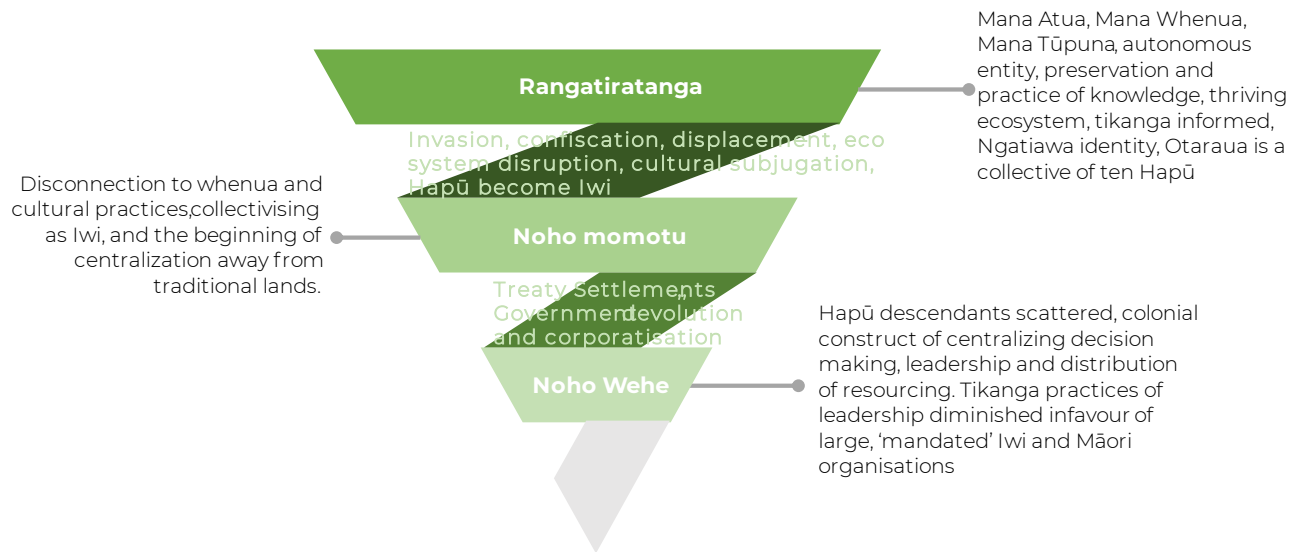 Rangatiratanga
Mana Atua, Mana Whenua,
Mana Tūpuna, autonomous
entity, preservation and
practice of knowledge, thriving
ecosystem, tikanga informed,
Ngatiawa identity, Otaraua is a
collective of ten Hapū
Invasion, confiscation, displacement, eco
system disruption, cultural subjugation,
Hapū become Iwi
Disconnection to whenua and
cultural practices,collectivising
as Iwi, and the beginning of
centralization away from
traditional lands.
Noho momotu
Treaty Settlements,
Government devolution
and corporatisation
Noho Wehe
Hapū descendants scattered, colonial
construct of centralizing decision
making, leadership and distribution
of resourcing. Tikanga practices of
leadership diminished infavour of
large, ‘mandated’ Iwi and Māori
organisations